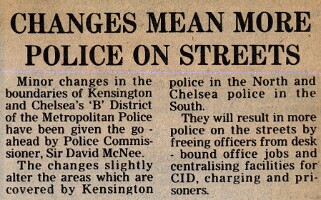 CHANGES MEAN MORE
POLICE ON STREETS
Minor changes in the
boundaries of Kensington
and Chelsea's 'B' District
of the Metropolitan Police
have been given the go -
ahead by Police Commis-
sioner, Sir David McNee.
The changes slightly
alter the areas which are
covered by Kensington
police in the North and
Chelsea police in the
South.
They will result in more
police on the streets by
freeing officers from desk
- bound office jobs and
centralising facilities for
CID, charging and pri-
soners.